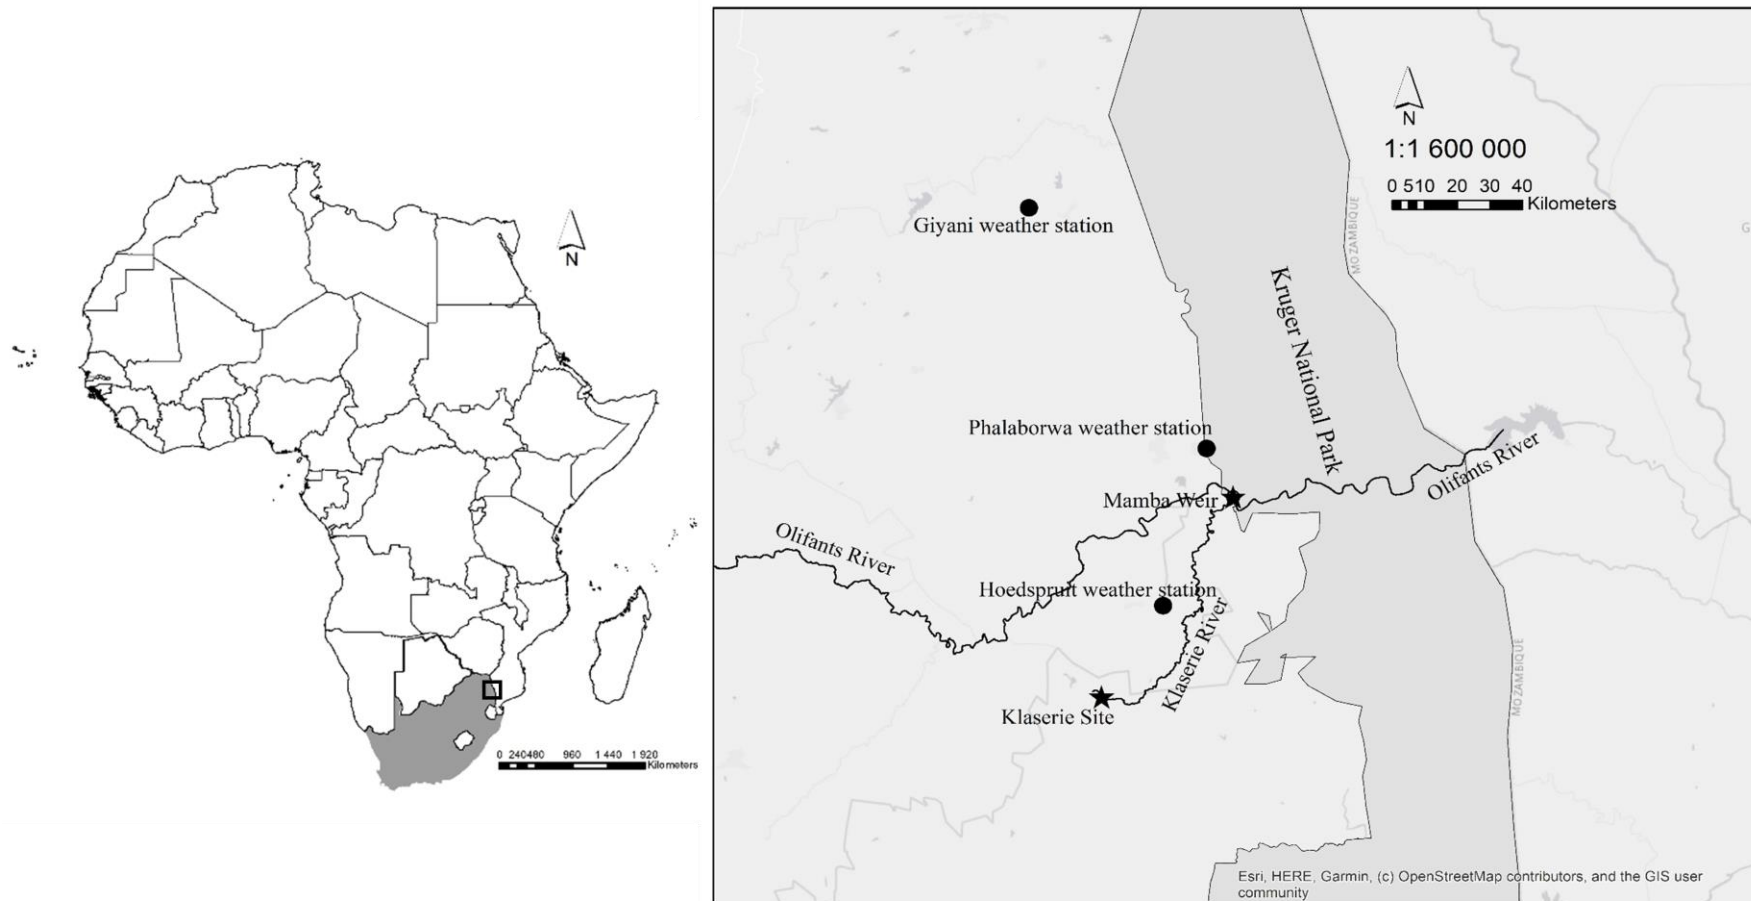 N
0 240480 960 1 440 1 920
Kilometers
N
1:1 600 000
0 510 20 30 40
Kilometers
MOZAMBIQUE
G
Giyani weather station
Kruger National Park
Phalaborwa weather station
Mamba Weir
Olifants River
Olifants River
Hoedspruit weather station
Klaserie River
Klaserie Site
MOZAMBIQUE
Esri, HERE, Garmin, (c) OpenStreetMap contributors, and the GIS user
community